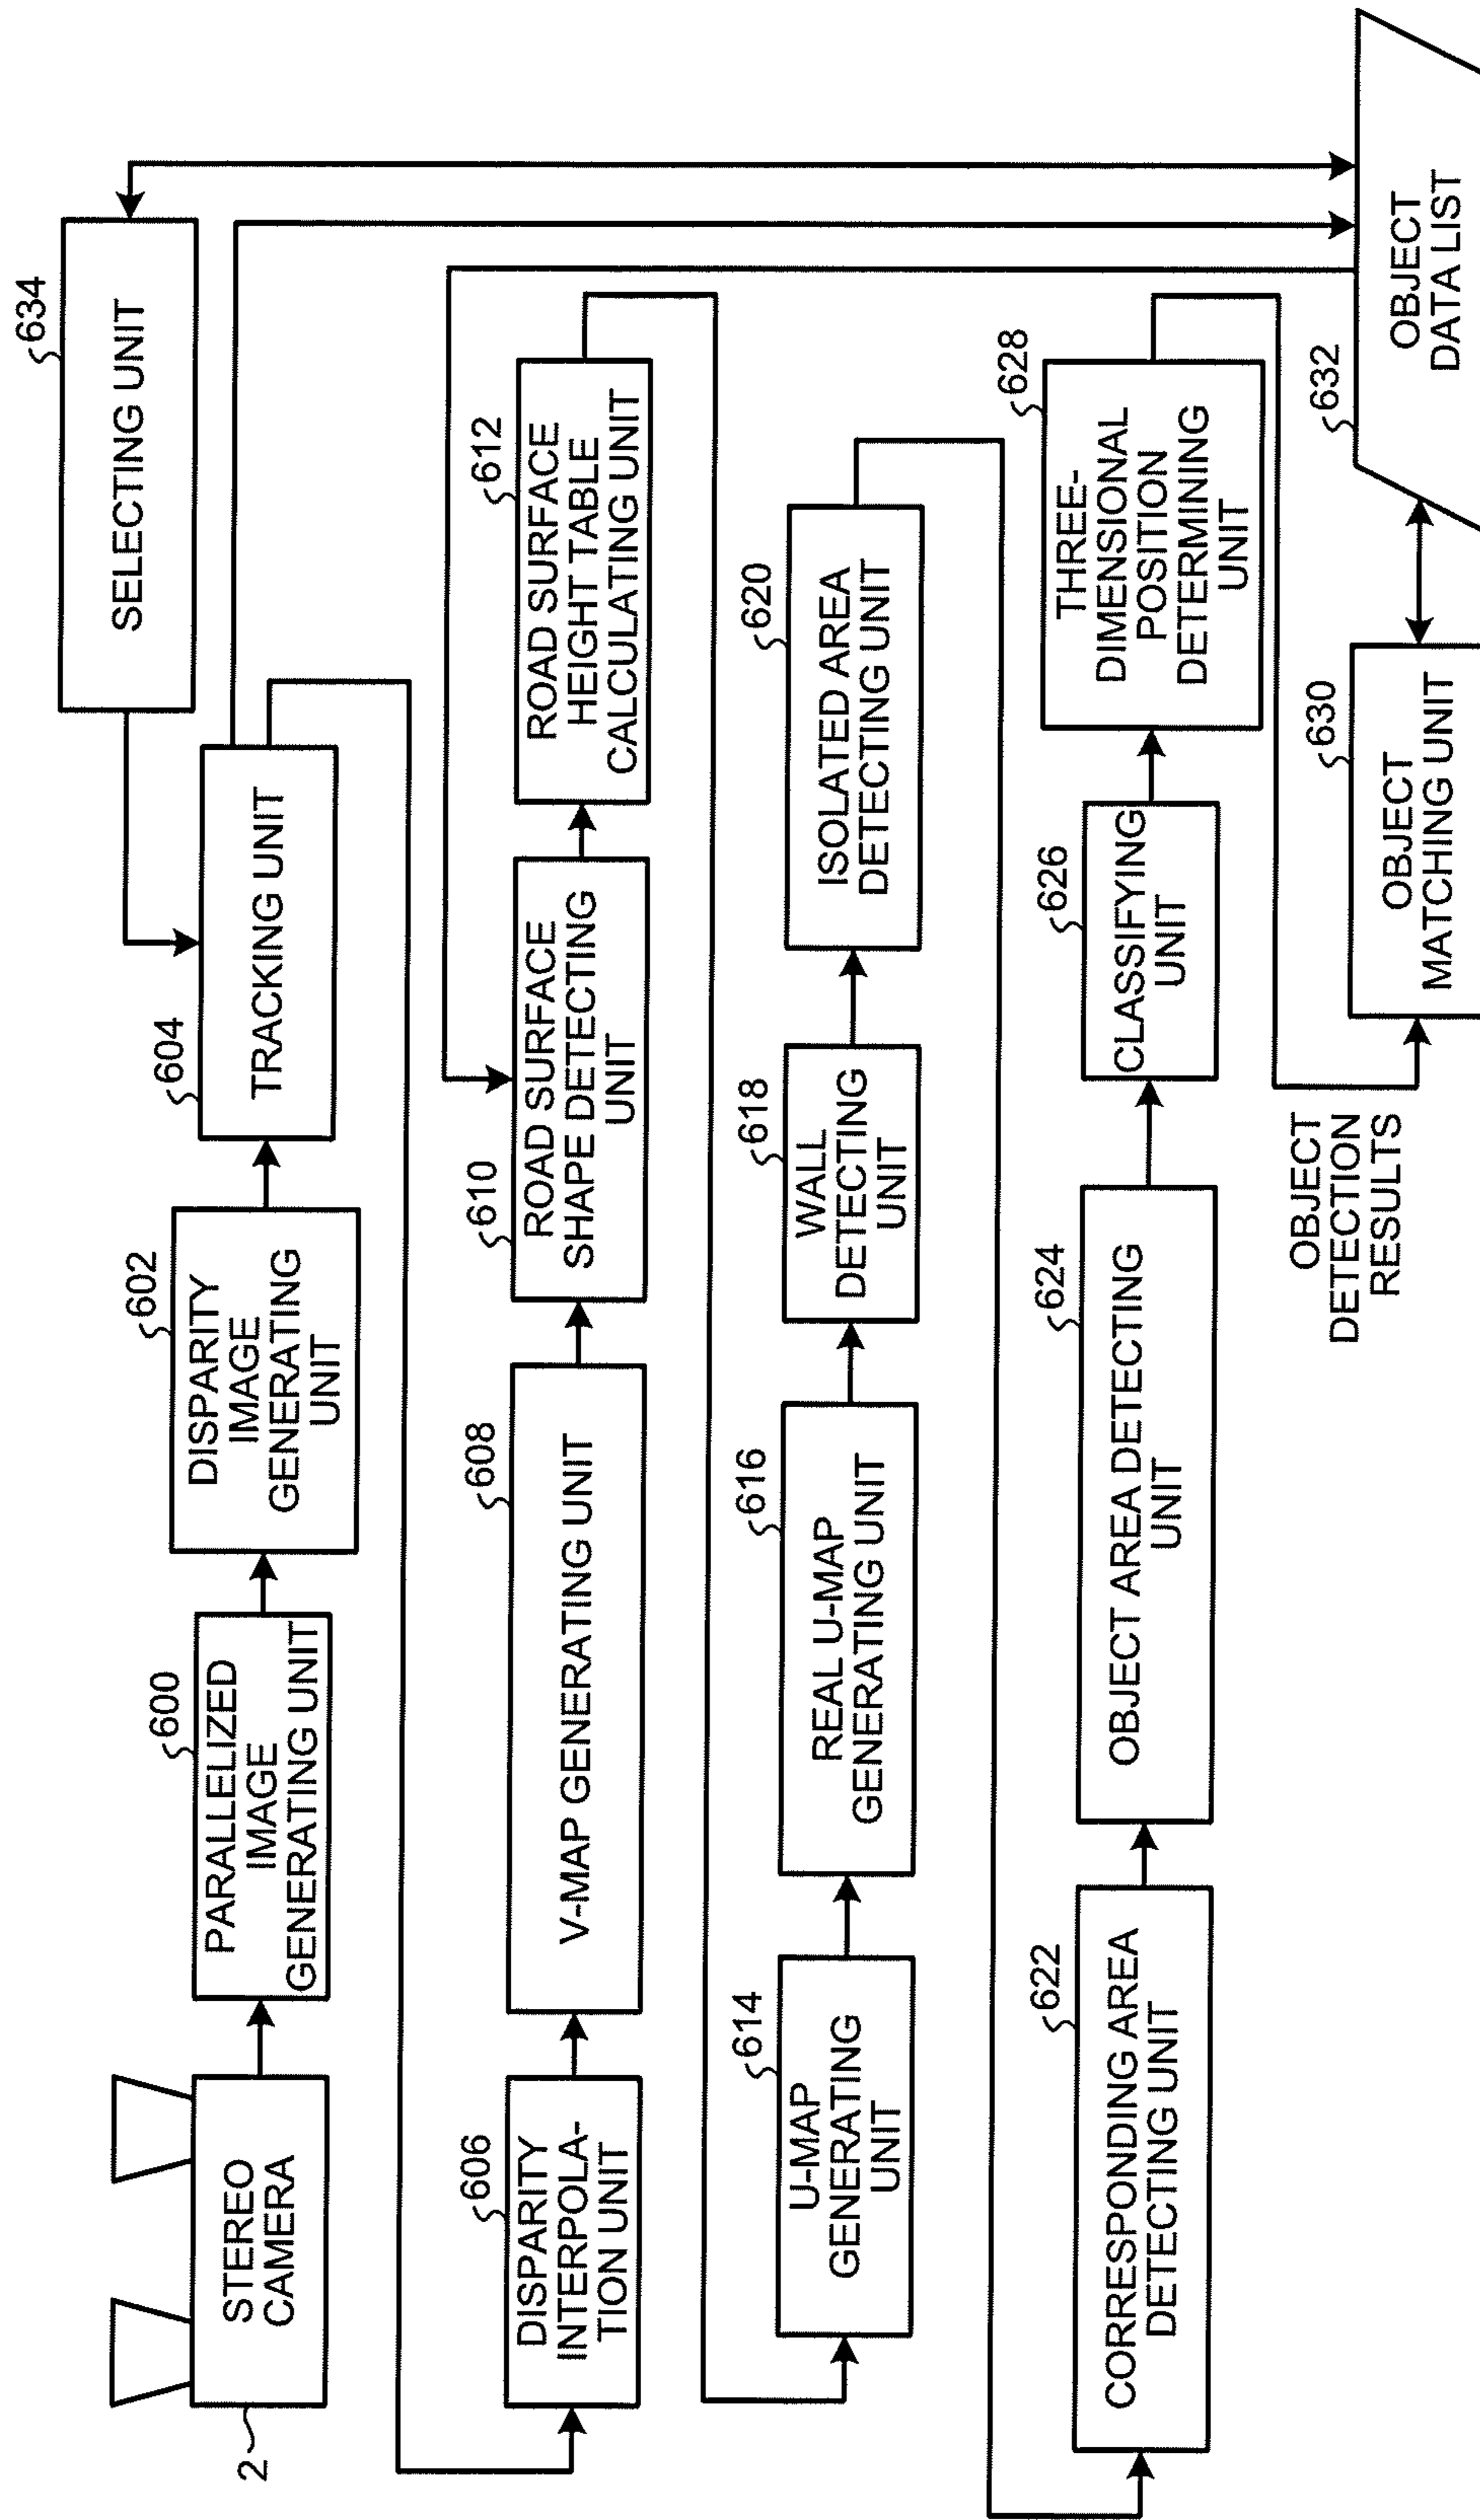 634
SELECTING UNIT
2
STEREO
CAMERA
600
PARALLELIZED
IMAGE
GENERATING UNIT
602
DISPARITY
IMAGE
GENERATING
UNIT
604
TRACKING UNIT
606
DISPARITY
INTERPOLA-
TION UNIT
608
V-MAP GENERATING UNIT
610
ROAD SURFACE
SHAPE DETECTING
UNIT
612
ROAD SURFACE
HEIGHT TABLE
CALCULATING UNIT
614
U-MAP
GENERATING
UNIT
616
REAL U-MAP
GENERATING UNIT
618
WALL
DETECTING
UNIT
620
ISOLATED AREA
DETECTING UNIT
622
CORRESPONDING AREA
DETECTING UNIT
624
OBJECT AREA DETECTING
UNIT
626
CLASSIFYING
UNIT
628
THREE-
DIMENSIONAL
POSITION
DETERMINING
UNIT
OBJECT
DETECTION
RESULTS
630
OBJECT
MATCHING UNIT
632
OBJECT
DATA LIST